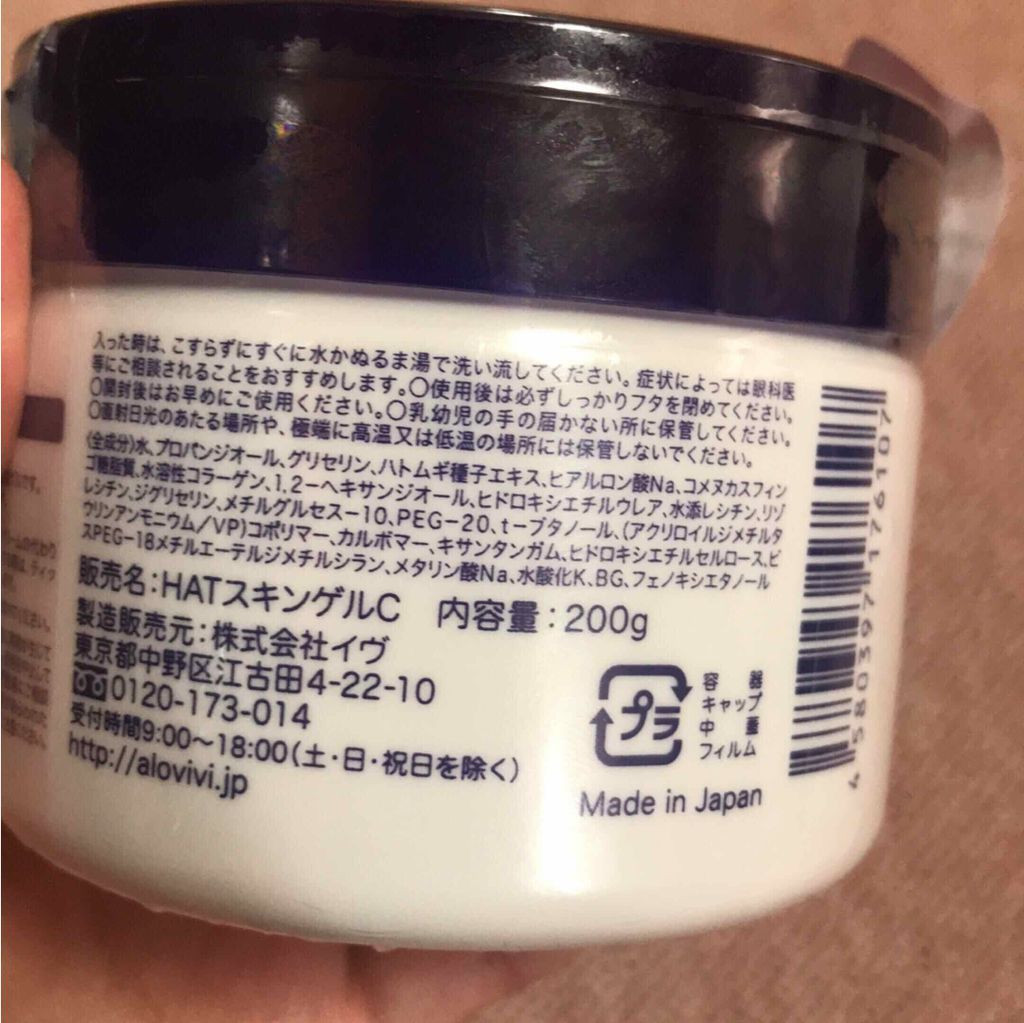 入った時は、こすらずにすぐに水かぬるま湯で洗い流してください。症状によっては眼科医
等にご相談されることをおすすめします。〇使用後は必ずしっかりフタを閉めてください。
〇開封後はお早めにご使用ください。〇乳幼児の手の届かない所に保管してください。
〇直射日光のあたる場所や、極端に高温又は低温の場所には保管しないでください。
〈全成分〉水、プロパンジオール、グリセリン、ハトムギ種子エキス、ヒアルロン酸Na、コメヌカスフィン
ゴ糖脂質、水溶性コラーゲン、1,2-ヘキサンジオール、ヒドロキシエチルウレア、水添レシチン、リゾ
レシチン、ジグリセリン、メチルグルセス-10、PEG-20、t-ブタノール、(アクリロイルジメチルタ
ウリンアンモニウム/VP)コポリマー、カルボマー、キサンタンガム、ヒドロキシエチルセルロース、ビ
スPEG-18メチルエーテルジメチルシラン、メタリン酸Na、水酸化K、BG、フェノキシエタノール
販売名:HATスキンゲルC 内容量:200g
製造販売元:株式会社イヴ
東京都中野区江古田4-22-10
0120-173-014
受付時間9:00〜18:00(土・日・祝日を除く)
http://alovivi.jp
プラ
容器
キャップ
中蓋
フィルム
Made in Japan
4 580397 176107